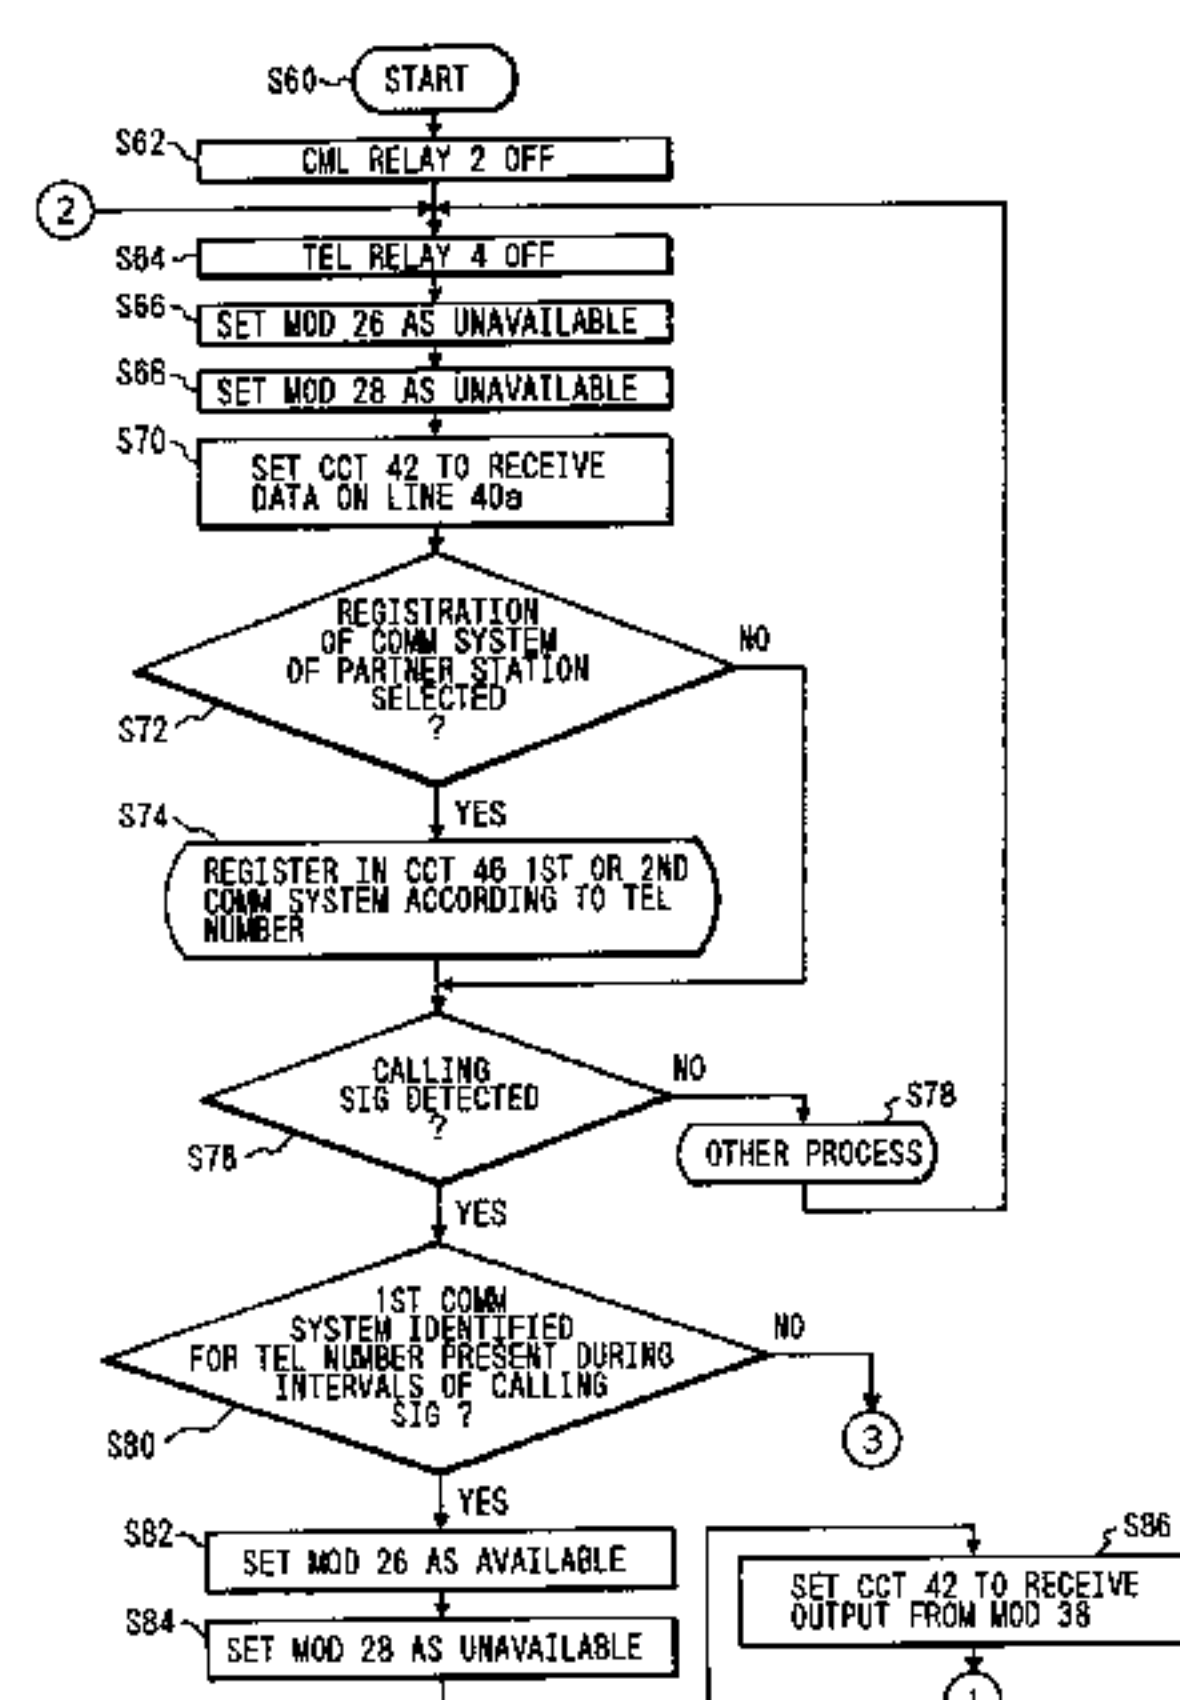 S60
START
S62
CML RELAY 2 OFF
2
S64
TEL RELAY 4 OFF
S66
SET MOD 26 AS UNAVAILABLE
S68
SET MOD 28 AS UNAVAILABLE
S70
SET CCT 42 TO RECEIVE
DATA ON LINE 40a
REGISTRATION
OF COMM SYSTEM
OF PARTNER STATION
SELECTED
?
NO
S72
YES
S74
REGISTER IN CCT 46 1ST OR 2ND
COMM SYSTEM ACCORDING TO TEL
NUMBER
CALLING
SIG DETECTED
?
NO
S76
S78
OTHER PROCESS
YES
1ST COMM
SYSTEM IDENTIFIED
FOR TEL NUMBER PRESENT DURING
INTERVALS OF CALLING
SIG ?
NO
S80
3
YES
S82
SET MOD 26 AS AVAILABLE
S84
SET MOD 28 AS UNAVAILABLE
S86
SET CCT 42 TO RECEIVE
OUTPUT FROM MOD 38
1